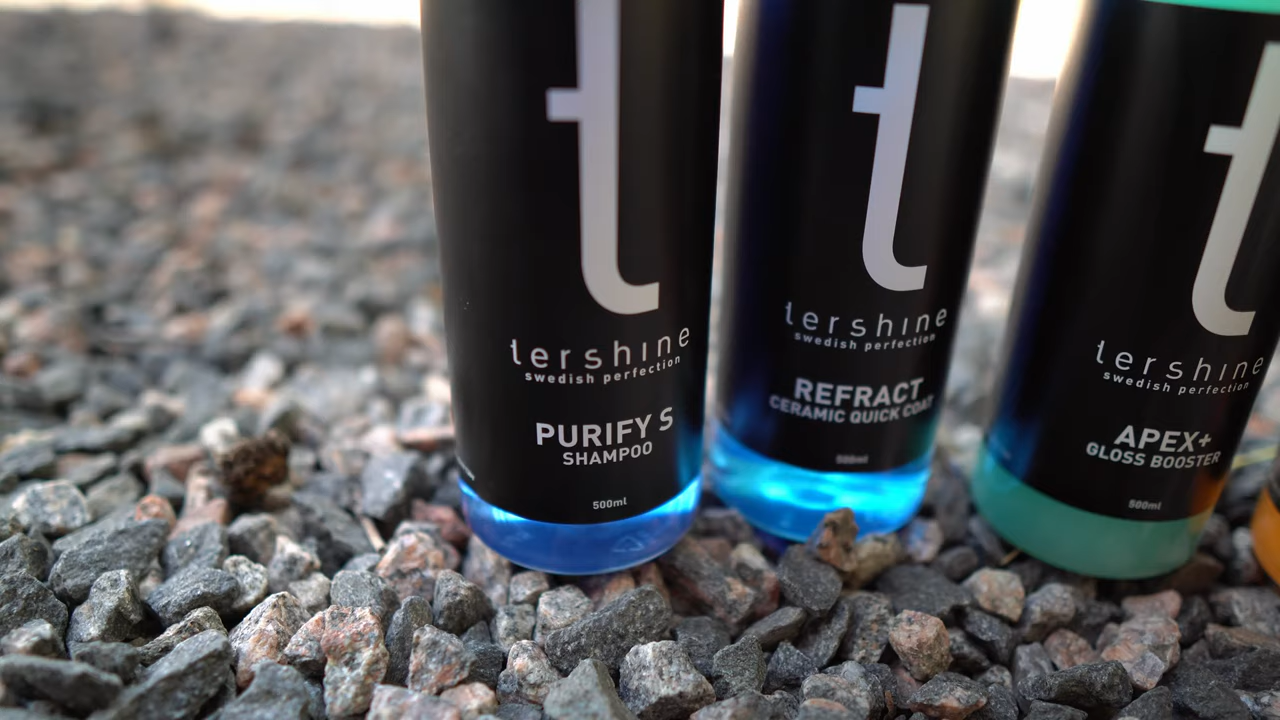 t
tershine
swedish perfection
PURIFY S
SHAMPOO
500ml
t
tershine
swedish perfection
REFRACT
CERAMIC QUICK COAT
500ml
t
tershine
swedish perfection
APEX+
GLOSS BOOSTER
500ml